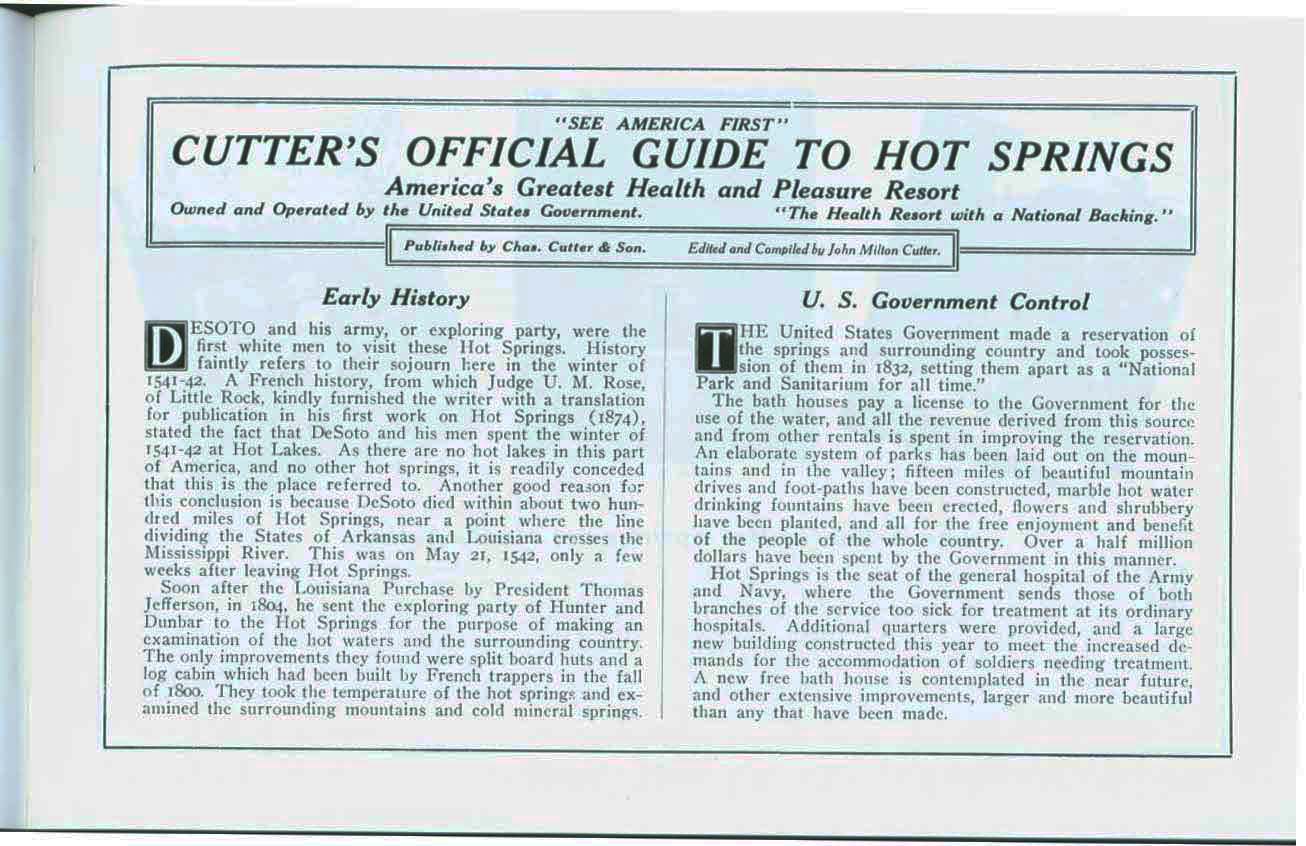 "SEE AMERICA FIRST"
CUTTER'S OFFICIAL GUIDE TO HOT SPRINGS
America's Greatest Health and Pleasure Resort
Owned and Operated by the United States Government. "The Health Resort with a National Backing."
Published by Chas. Cutter & Son. Edited and Compiled by John Milton Cutter.
Early History
DESOTO and his army, or exploring party, were the
first white men to visit these Hot Springs. History
faintly refers to their sojourn here in the winter of
1541-42. A French history, from which Judge U. M. Rose,
of Little Rock, kindly furnished the writer with a translation
for publication in his first work on Hot Springs (1874),
stated the fact that DeSoto and his men spent the winter of
1541-42 at Hot Lakes. As there are no hot lakes in this part
of America, and no other hot springs, it is readily conceded
that this is the place referred to. Another good reason for
this conclusion is because DeSoto died within about two hun-
dred miles of Hot Springs, near a point where the line
dividing the States of Arkansas and Louisiana crosses the
Mississippi River. This was on May 21, 1542, only a few
weeks after leaving Hot Springs.
Soon after the Louisiana Purchase by President Thomas
Jefferson, in 1804, he sent the exploring party of Hunter and
Dunbar to the Hot Springs for the purpose of making an
examination of the hot waters and the surrounding country.
The only improvements they found were split board huts and a
log cabin which had been built by French trappers in the fall
of 1800. They took the temperature of the hot springs and ex-
amined the surrounding mountains and cold mineral springs.
U. S. Government Control
THE United States Government made a reservation of
the springs and surrounding country and took posses-
sion of them in 1832, setting them apart as a "National
Park and Sanitarium for all time."
The bath houses pay a license to the Government for the
use of the water, and all the revenue derived from this source
and from other rentals is spent in improving the reservation.
An elaborate system of parks has been laid out on the moun-
tains and in the valley; fifteen miles of beautiful mountain
drives and foot-paths have been constructed, marble hot water
drinking fountains have been erected, flowers and shrubbery
have been planted, and all for the free enjoyment and benefit
of the people of the whole country. Over a half million
dollars have been spent by the Government in this manner.
Hot Springs is the seat of the general hospital of the Army
and Navy, where the Government sends those of both
branches of the service too sick for treatment at its ordinary
hospitals. Additional quarters were provided, and a large
new building constructed this year to meet the increased de-
mands for the accommodation of soldiers needing treatment.
A new free bath house is contemplated in the near future,
and other extensive improvements, larger and more beautiful
than any that have been made.